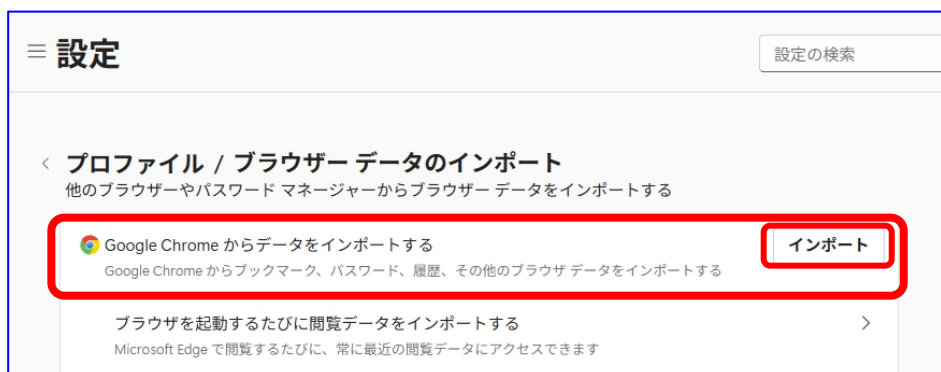 設定
設定の検索
プロファイル / ブラウザー データのインポート
他のブラウザーやパスワード マネージャーからブラウザー データをインポートする
Google Chrome からデータをインポートする
インポート
Google Chrome からブックマーク、パスワード、履歴、その他のブラウザ データをインポートする
ブラウザを起動するたびに閲覧データをインポートする
Microsoft Edge で閲覧するたびに、常に最近の閲覧データにアクセスできます